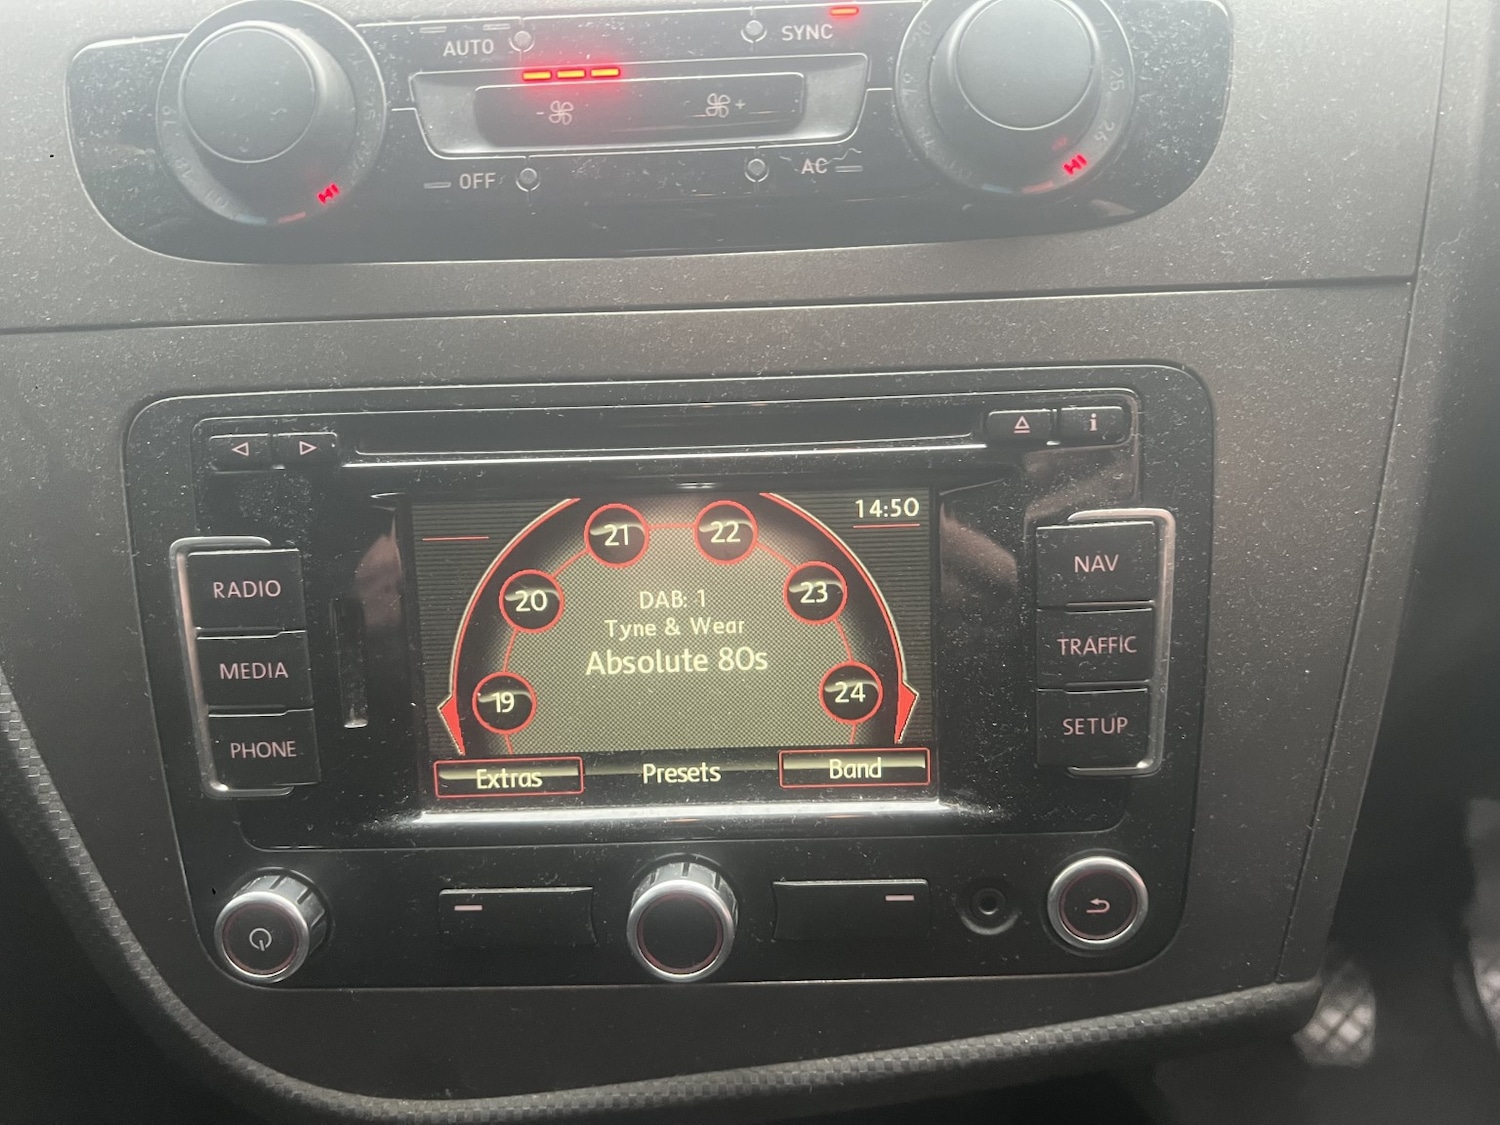 AUTO
SYNC
- +
OFF
AC
HI
HI
i
14:50
21 22
20 23
19 24
DAB: 1
Tyne & Wear
Absolute 80s
Extras Presets Band
RADIO
MEDIA
PHONE
NAV
TRAFFIC
SETUP